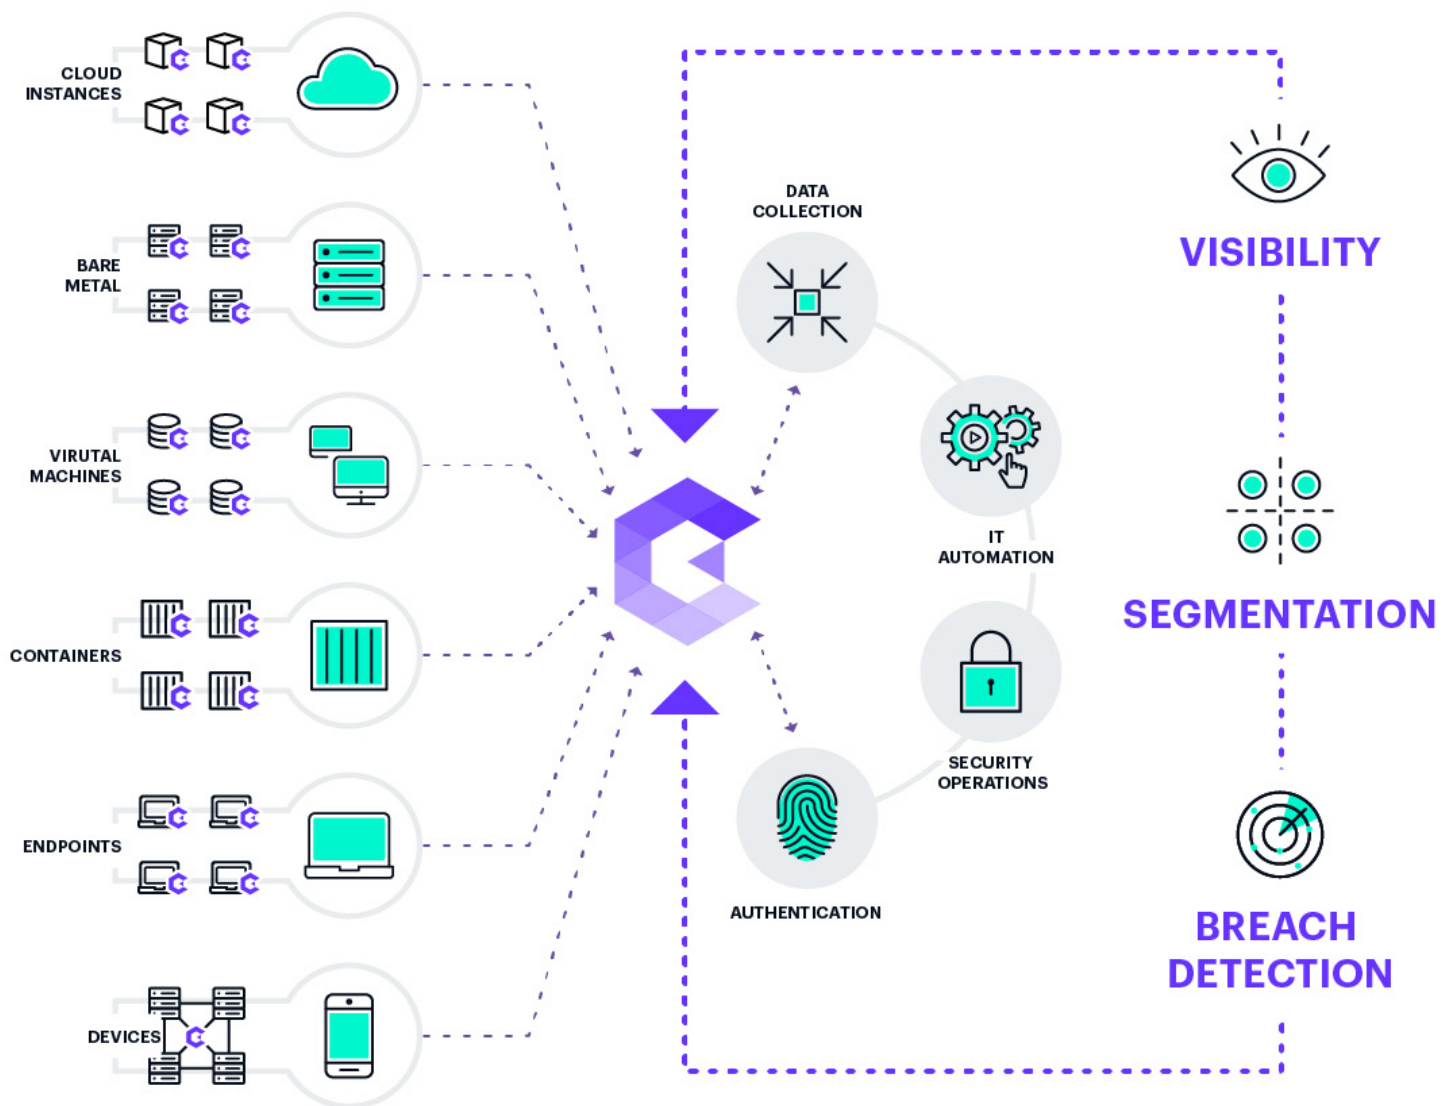 CLOUD
INSTANCES
BARE
METAL
VIRUTAL
MACHINES
CONTAINERS
ENDPOINTS
DEVICES
DATA
COLLECTION
IT
AUTOMATION
SECURITY
OPERATIONS
AUTHENTICATION
VISIBILITY
SEGMENTATION
BREACH
DETECTION